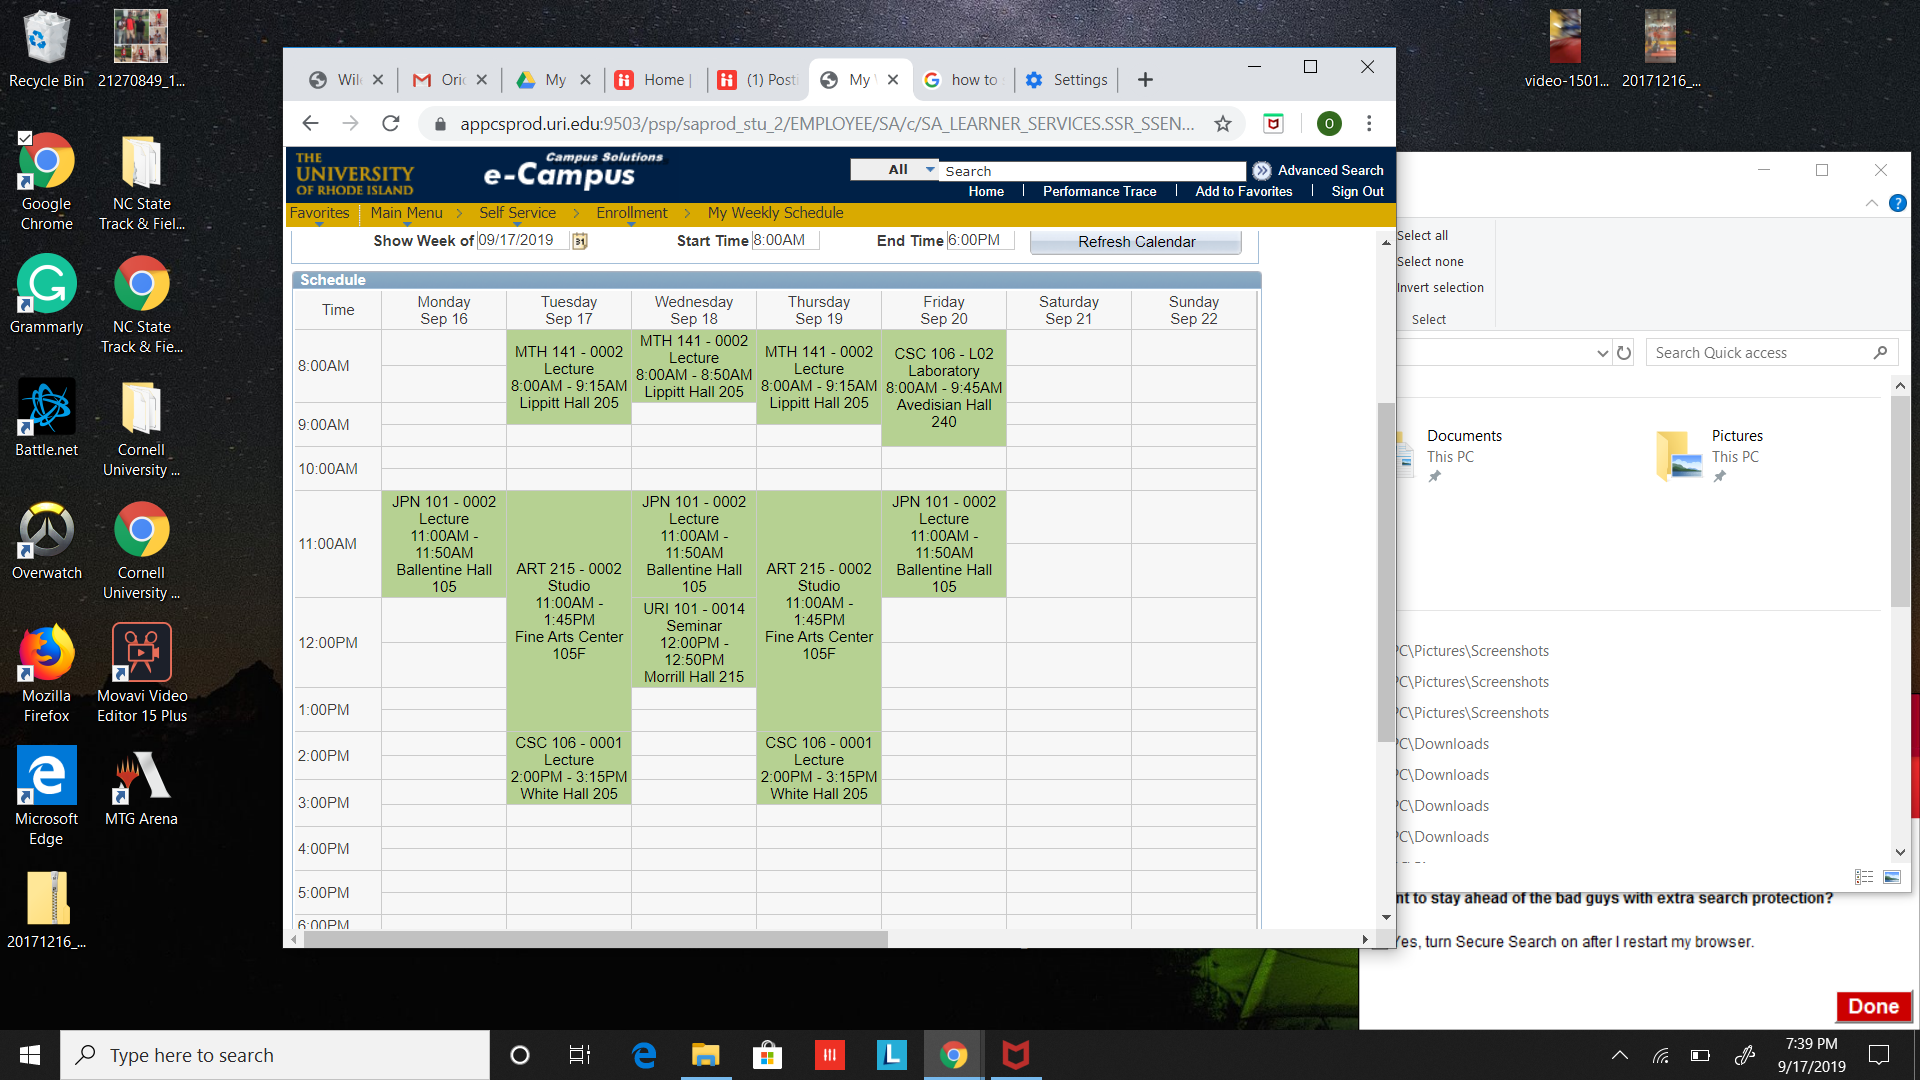 Recycle Bin
21270849_1...
video-1501...
20171216_...
Google
Chrome
NC State
Track & Fiel...
Grammarly
NC State
Track & Fie...
Battle.net
Cornell
University ...
Overwatch
Cornell
University ...
Mozilla
Firefox
Movavi Video
Editor 15 Plus
Microsoft
Edge
MTG Arena
20171216_...
Wil
Ori
My
Home |
(1) Posti
My
how to
Settings
appcsprod.uri.edu:9503/psp/saprod_stu_2/EMPLOYEE/SA/c/SA_LEARNER_SERVICES.SSR_SSEN...
O
THE
UNIVERSITY
OF RHODE ISLAND
Campus Solutions
e-Campus
All
Search
Advanced Search
Home
Performance Trace
Add to Favorites
Sign Out
Favorites
Main Menu > Self Service > Enrollment > My Weekly Schedule
Show Week of 09/17/2019
31
Start Time 8:00AM
End Time 6:00PM
Refresh Calendar
Schedule
Time
Monday
Sep 16
Tuesday
Sep 17
Wednesday
Sep 18
Thursday
Sep 19
Friday
Sep 20
Saturday
Sep 21
Sunday
Sep 22
8:00AM
MTH 141 - 0002
Lecture
8:00AM - 9:15AM
Lippitt Hall 205
MTH 141 - 0002
Lecture
8:00AM - 8:50AM
Lippitt Hall 205
MTH 141 - 0002
Lecture
8:00AM - 9:15AM
Lippitt Hall 205
CSC 106 - L02
Laboratory
8:00AM - 9:45AM
Avedisian Hall
240
9:00AM
10:00AM
11:00AM
JPN 101 - 0002
Lecture
11:00AM -
11:50AM
Ballentine Hall
105
ART 215 - 0002
Studio
11:00AM -
1:45PM
Fine Arts Center
105F
JPN 101 - 0002
Lecture
11:00AM -
11:50AM
Ballentine Hall
105
ART 215 - 0002
Studio
11:00AM -
1:45PM
Fine Arts Center
105F
JPN 101 - 0002
Lecture
11:00AM -
11:50AM
Ballentine Hall
105
12:00PM
URI 101 - 0014
Seminar
12:00PM -
12:50PM
Morrill Hall 215
1:00PM
2:00PM
CSC 106 - 0001
Lecture
2:00PM - 3:15PM
White Hall 205
CSC 106 - 0001
Lecture
2:00PM - 3:15PM
White Hall 205
3:00PM
4:00PM
5:00PM
6:00PM
Select all
Select none
Invert selection
Select
Search Quick access
Documents
This PC
Pictures
This PC
PC\Pictures\Screenshots
PC\Pictures\Screenshots
PC\Pictures\Screenshots
PC\Downloads
PC\Downloads
PC\Downloads
PC\Downloads
nt to stay ahead of the bad guys with extra search protection?
Yes, turn Secure Search on after I restart my browser.
Done
Type here to search
7:39 PM
9/17/2019